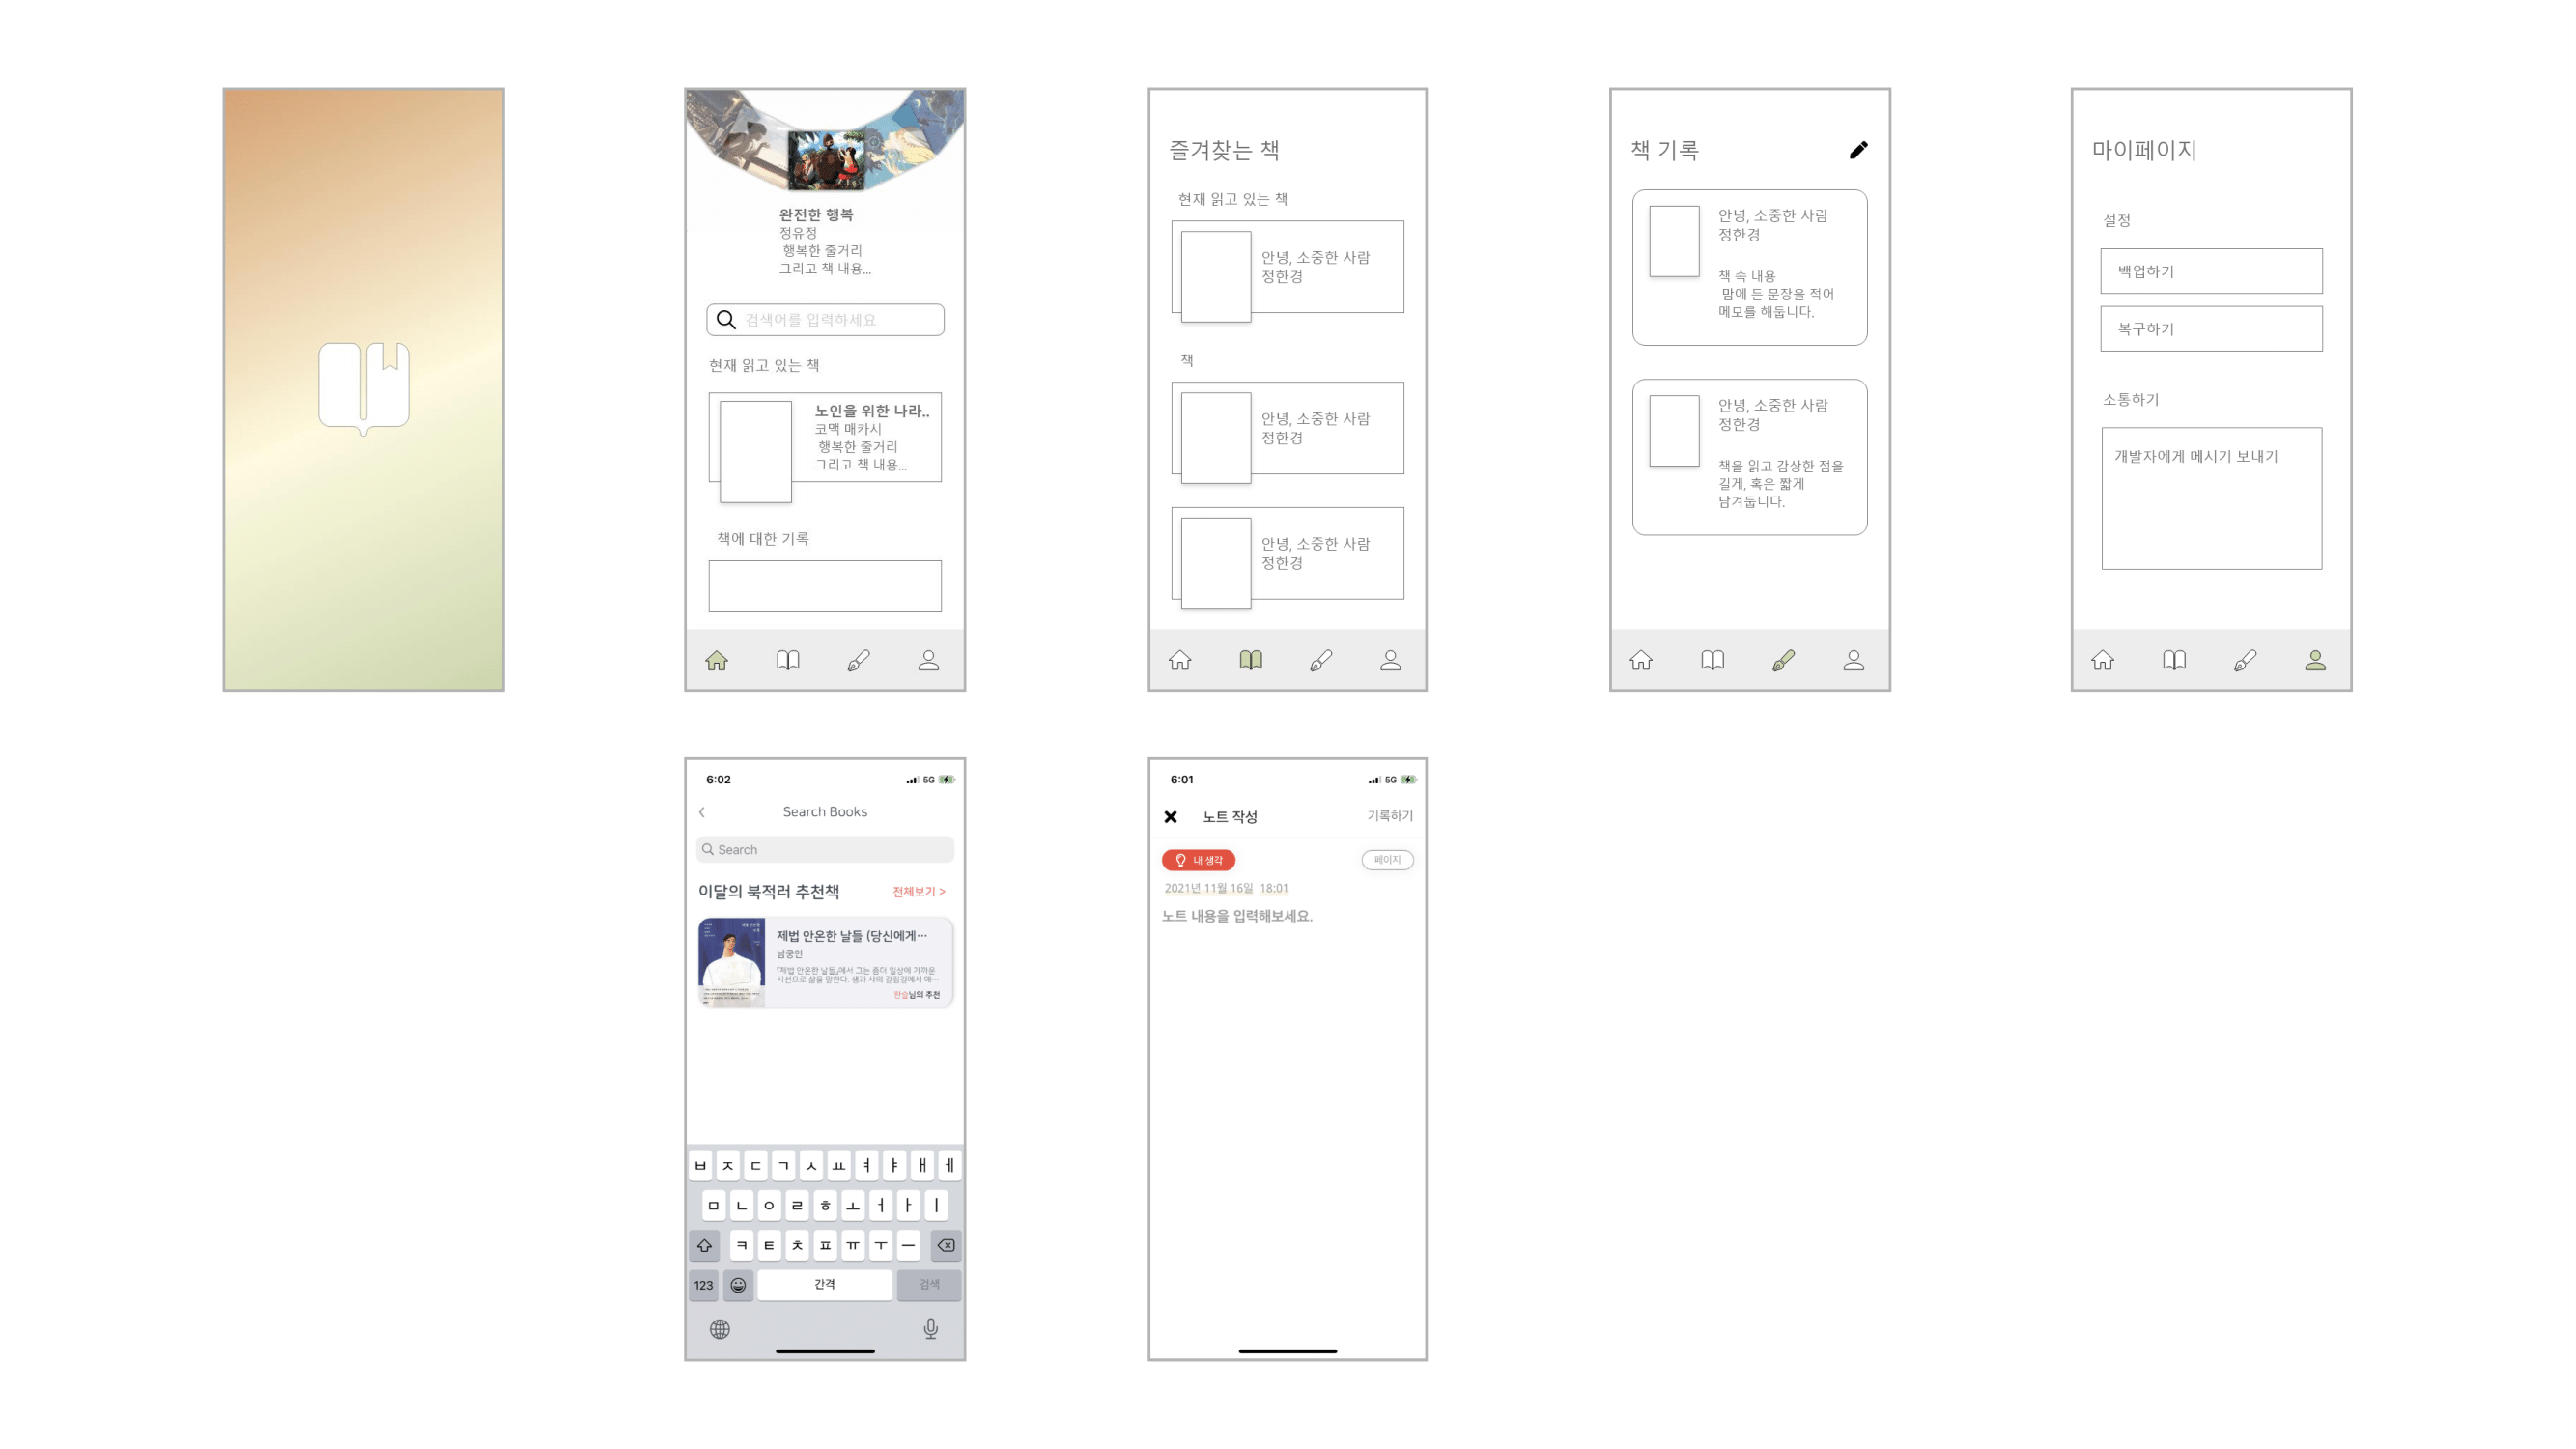 완전한 행복
정유정
행복한 줄거리
그리고 책 내용...
검색어를 입력하세요
현재 읽고 있는 책
노인을 위한 나라..
코맥 매카시
행복한 줄거리
그리고 책 내용...
책에 대한 기록
즐겨찾는 책
현재 읽고 있는 책
안녕, 소중한 사람
정한경
책
안녕, 소중한 사람
정한경
안녕, 소중한 사람
정한경
책 기록
안녕, 소중한 사람
정한경
책 속 내용
맘에 든 문장을 적어
메모를 해둡니다.
안녕, 소중한 사람
정한경
책을 읽고 감상한 점을
길게, 혹은 짧게
남겨둡니다.
마이페이지
설정
백업하기
복구하기
소통하기
개발자에게 메시기 보내기
6:02 5G
Search Books
Search
이달의 북적러 추천책 전체보기 >
제법 안온한 날들 (당신에게…
남궁인
『제법 안온한 날들』에서 그는 좀더 일상에 가까운
시선으로 삶을 말한다. 생과 사의 갈림길에서 매…
님의 추천
ㅂ ㅈ ㄷ ㄱ ㅅ ㅛ ㅕ ㅑ ㅐ ㅔ
ㅁ ㄴ ㅇ ㄹ ㅎ ㅗ ㅓ ㅏ ㅣ
ㅋ ㅌ ㅊ ㅍ ㅠ ㅜ ㅡ
123 간격 검색
6:01 5G
노트 작성 기록하기
내 생각 페이지
2021년 11월 16일 18:01
노트 내용을 입력해보세요.